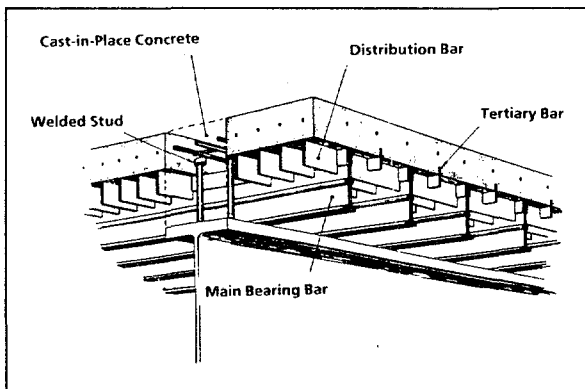 Cast-in-Place Concrete
Distribution Bar
Welded Stud
Tertiary Bar
Main Bearing Bar